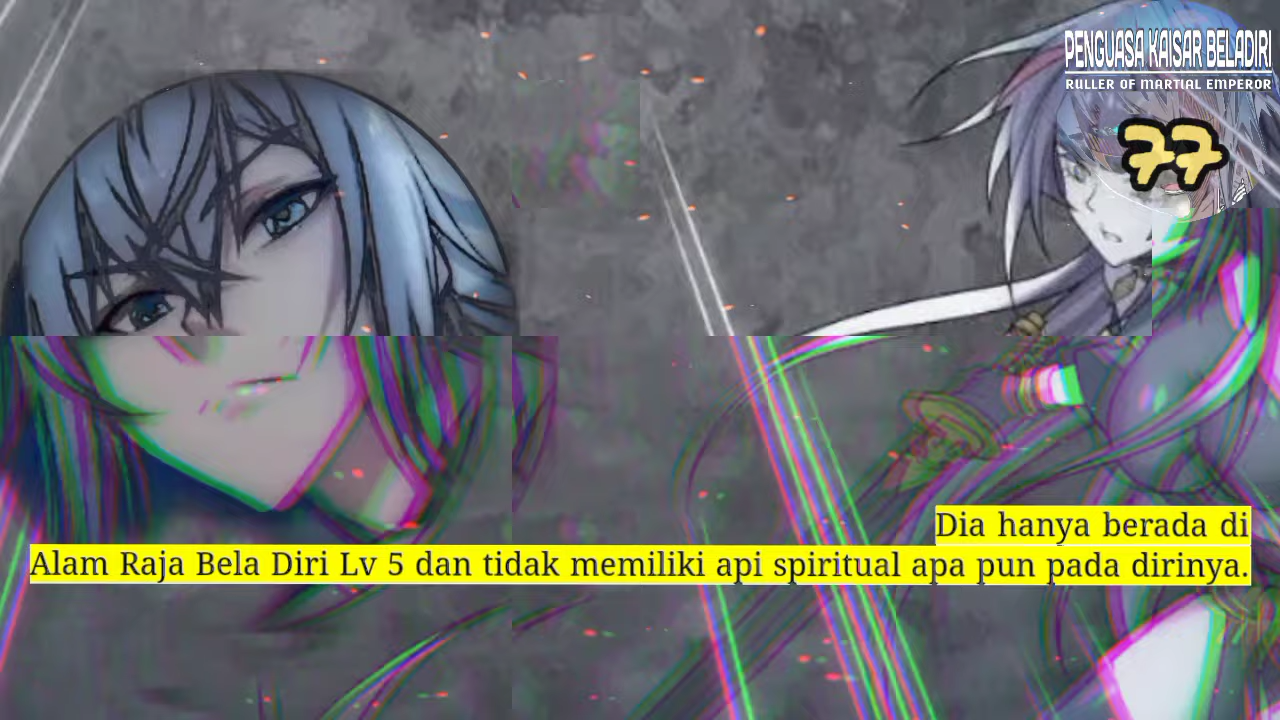 PENGUASA KAISAR BELADIRI
RULLER OF MARTIAL EMPEROR
77
Dia hanya berada di
Alam Raja Bela Diri Lv 5 dan tidak memiliki api spiritual apa pun pada dirinya.